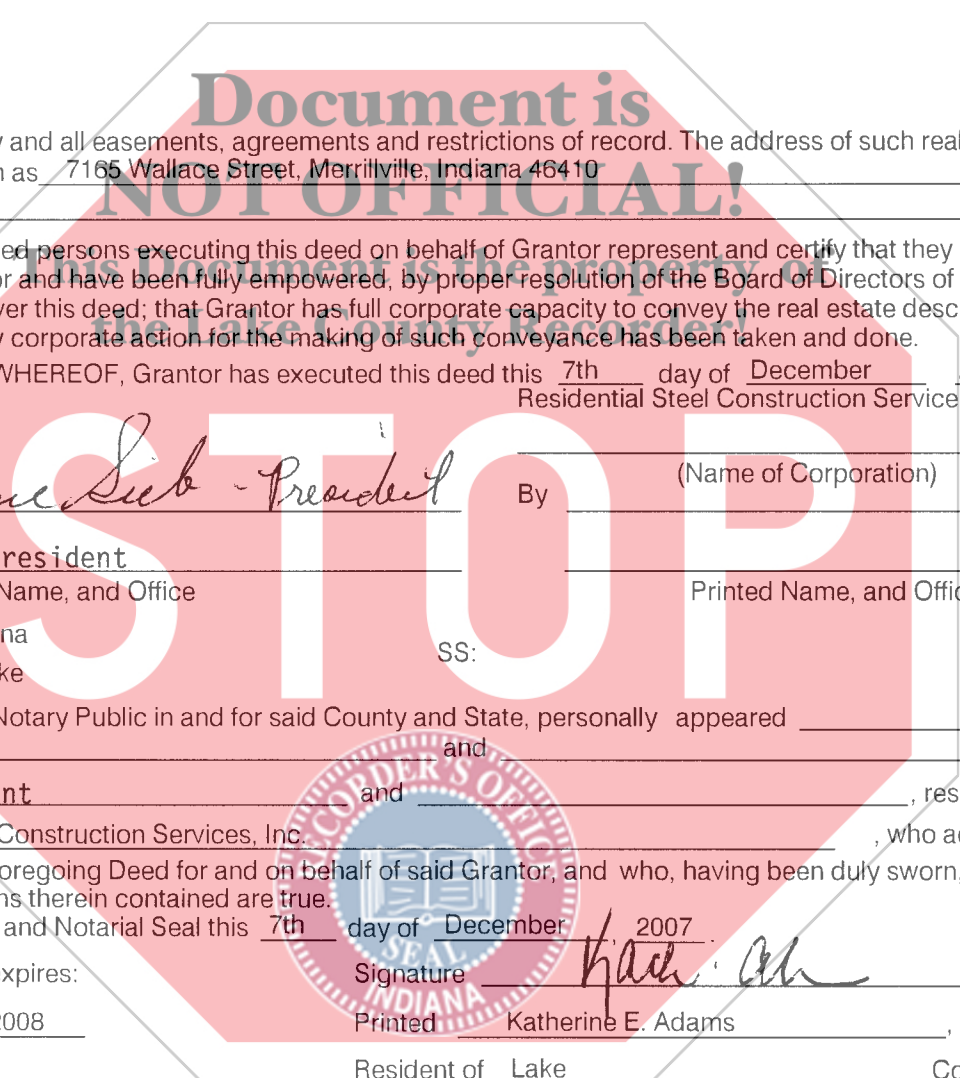 Document is
y and all easements, agreements and restrictions of record. The address of such real
n as 7165 Wallace Street, Merrillville, Indiana 46410
NOT OFFICIAL!
ed persons executing this deed on behalf of Grantor represent and certify that they
This Document is the property of
or and have been fully empowered, by proper resolution of the Board of Directors of
ver this deed; that Grantor has full corporate capacity to convey the real estate desc
the Lake County Recorder!
y corporate action for the making of such conveyance has been taken and done.
WHEREOF, Grantor has executed this deed this 7th day of December
Residential Steel Construction Service
STOP
Sieb - President
(Name of Corporation)
By
resident
Name, and Office Printed Name, and Offic
na
SS:
ke
Notary Public in and for said County and State, personally appeared
and
nt and , res
Construction Services, Inc. , who ac
oregoing Deed for and on behalf of said Grantor, and who, having been duly sworn,
ns therein contained are true.
and Notarial Seal this 7th day of December , 2007 .
xpires: Signature
2008 Printed Katherine E. Adams ,
Resident of Lake Co
RECORDER'S OFFICE
SEAL
INDIANA